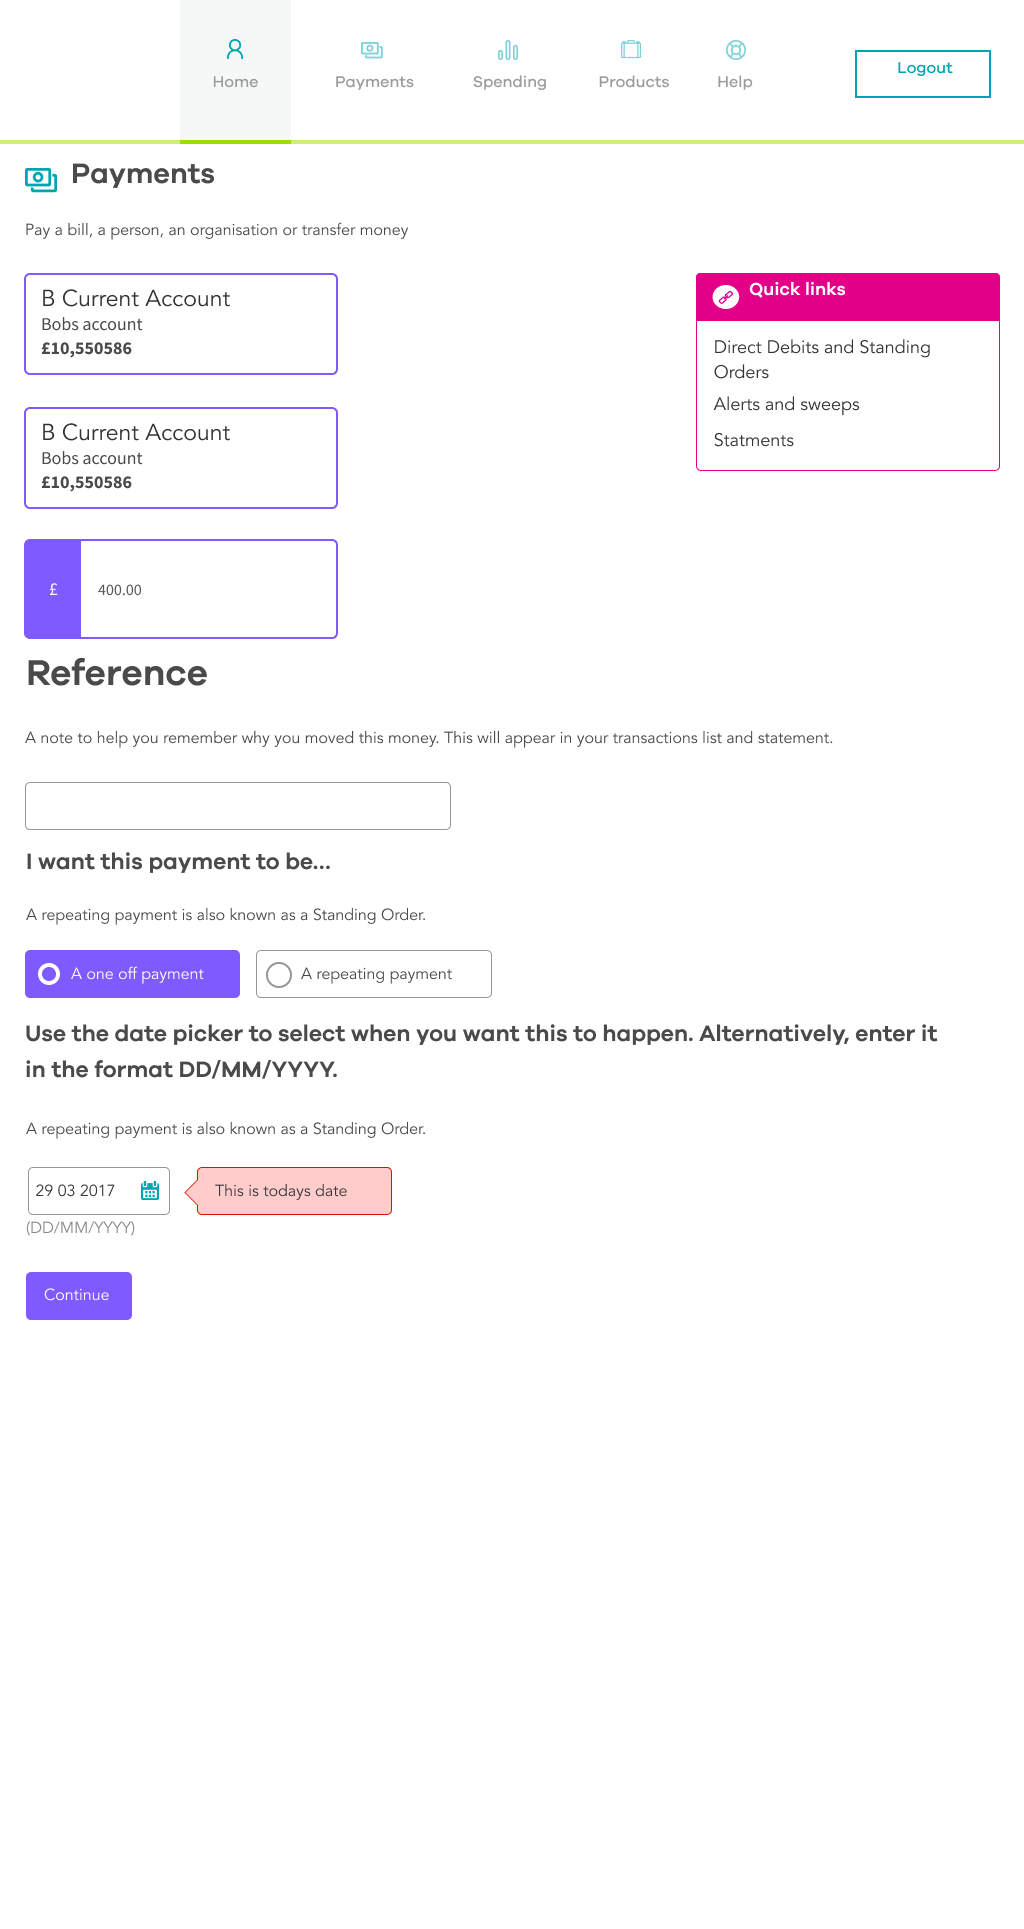 Home
Payments
Spending
Products
Help
Logout
Payments
Pay a bill, a person, an organisation or transfer money
B Current Account
Bobs account
£10,550586
Quick links
Direct Debits and Standing
Orders
Alerts and sweeps
Statments
B Current Account
Bobs account
£10,550586
£
400.00
Reference
A note to help you remember why you moved this money. This will appear in your transactions list and statement.
I want this payment to be...
A repeating payment is also known as a Standing Order.
A one off payment
A repeating payment
Use the date picker to select when you want this to happen. Alternatively, enter it
in the format DD/MM/YYYY.
A repeating payment is also known as a Standing Order.
29 03 2017
This is todays date
(DD/MM/YYYY)
Continue